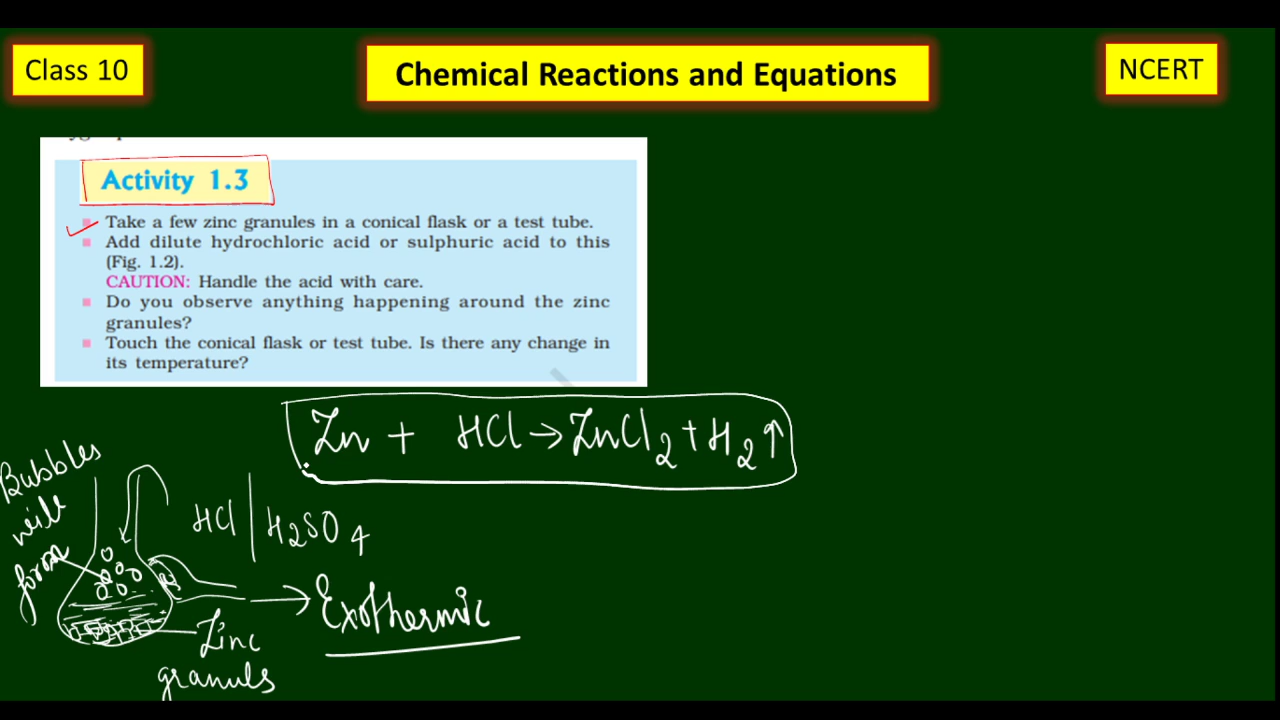 Class 10
Chemical Reactions and Equations
NCERT
Activity 1.3
Take a few zinc granules in a conical flask or a test tube.
Add dilute hydrochloric acid or sulphuric acid to this
(Fig. 1.2).
CAUTION: Handle the acid with care.
Do you observe anything happening around the zinc
granules?
Touch the conical flask or test tube. Is there any change in
its temperature?
Zn + HCl → ZnCl₂ + H₂ ↑
Bubbles
will
form
HCl | H₂SO₄
→ Exothermic
Zinc
granuls